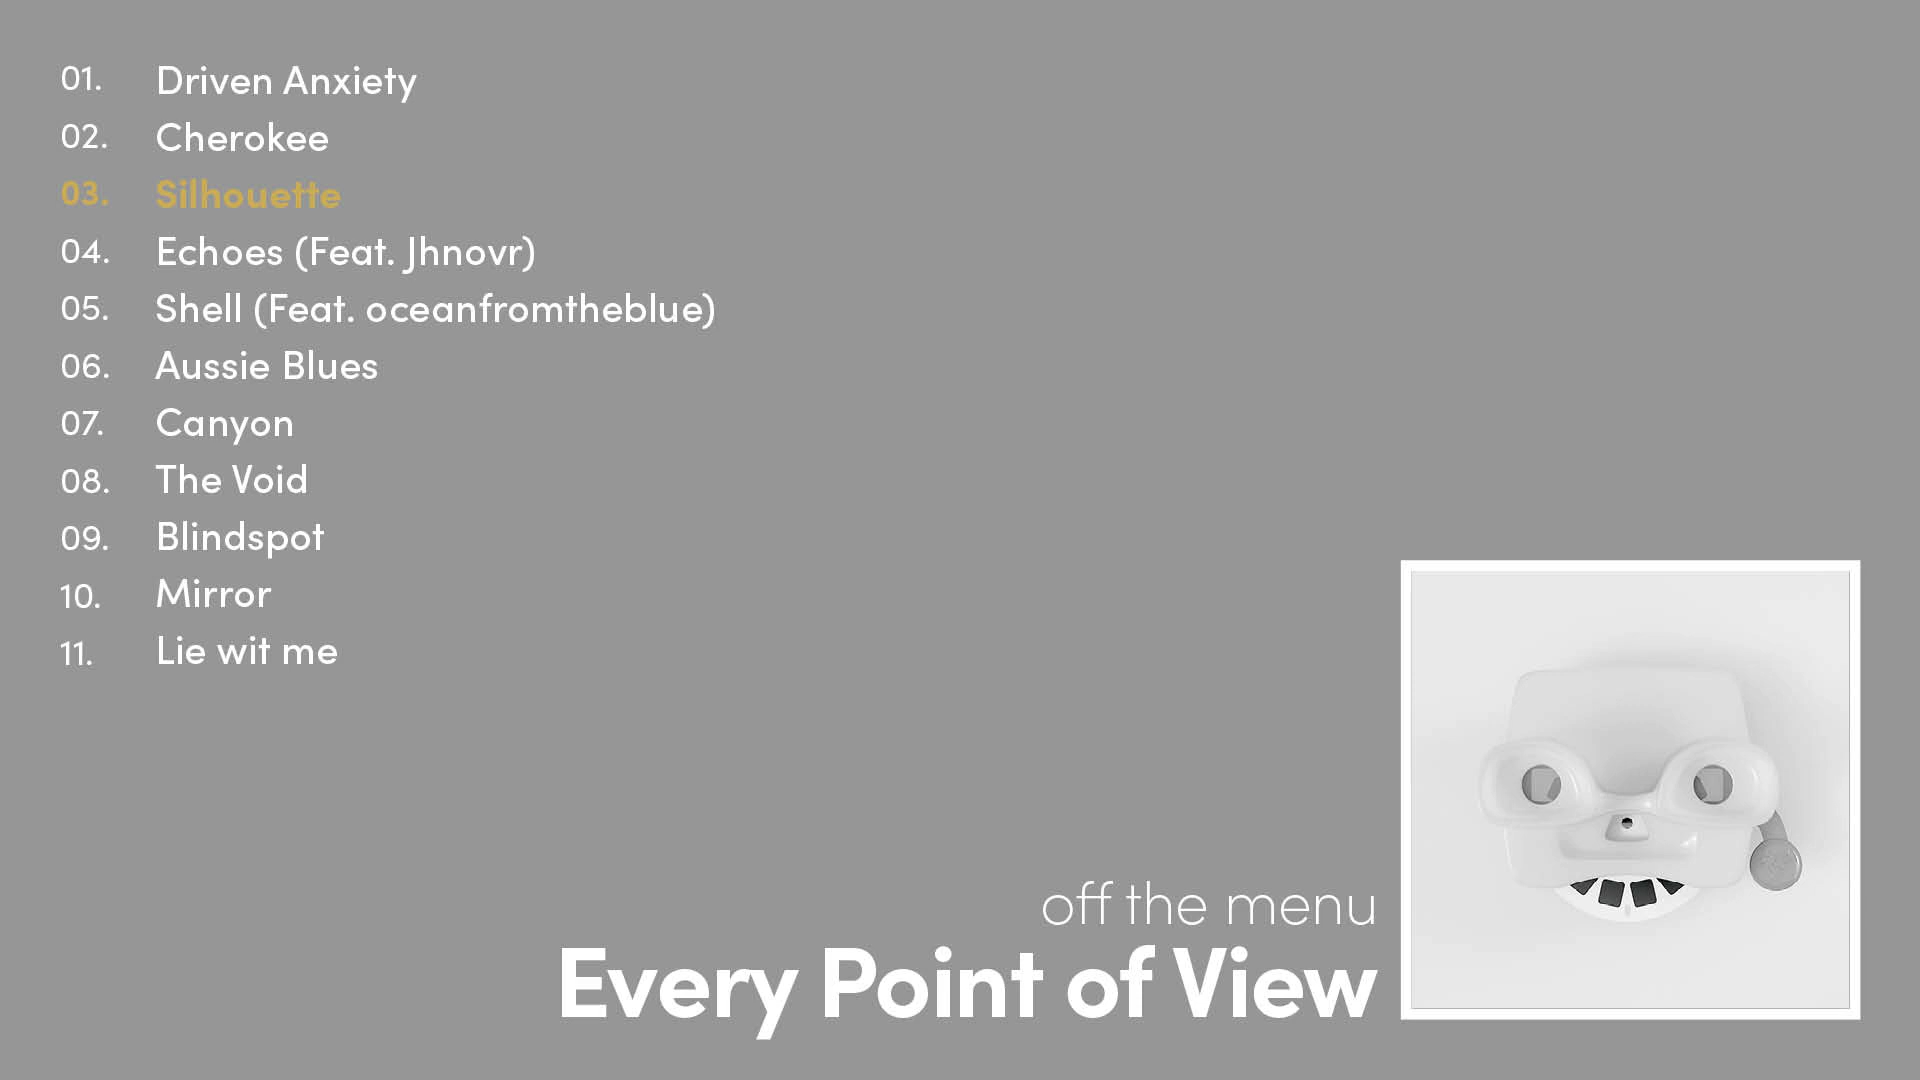 01. Driven Anxiety
02. Cherokee
03. Silhouette
04. Echoes (Feat. Jhnovr)
05. Shell (Feat. oceanfromtheblue)
06. Aussie Blues
07. Canyon
08. The Void
09. Blindspot
10. Mirror
11. Lie wit me
off the menu
Every Point of View